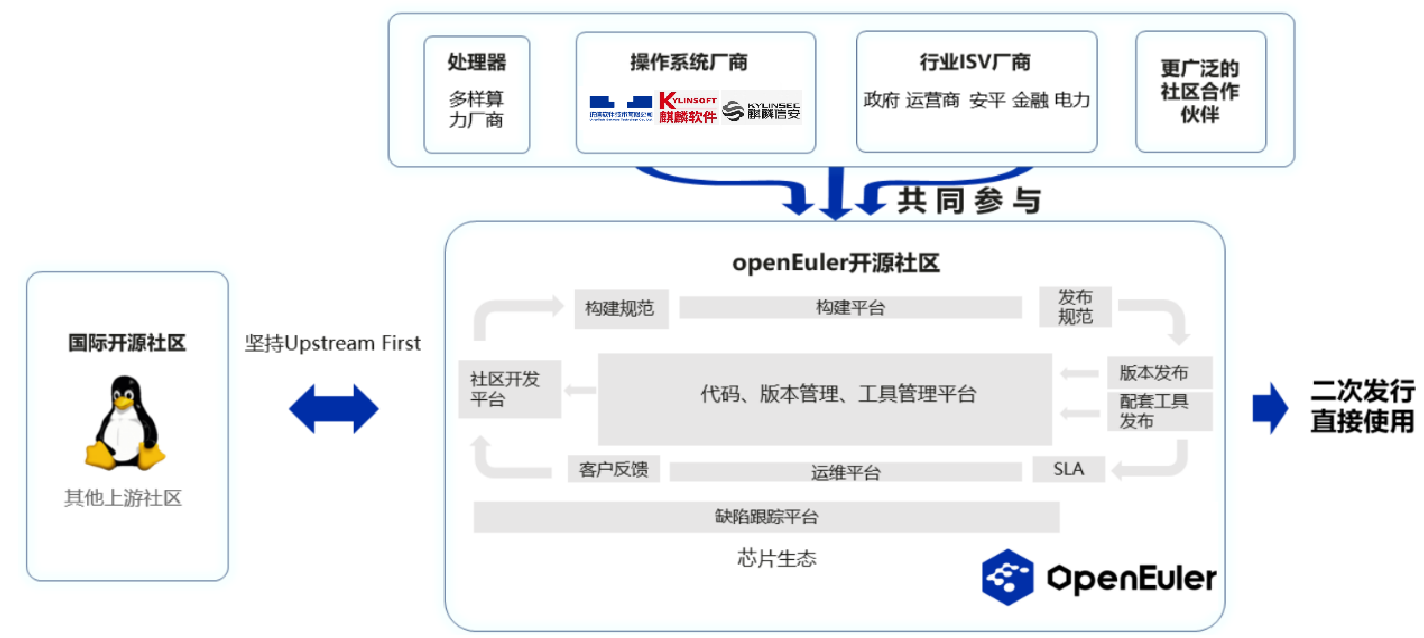 处理器
多样算
力厂商
操作系统厂商
KYLINSOFT
麒麟软件
KYLINSEC
麒麟信安
行业ISV厂商
政府 运营商 安平 金融 电力
更广泛的
社区合作
伙伴
共同参与
国际开源社区
其他上游社区
坚持Upstream First
openEuler开源社区
构建规范
构建平台
发布
规范
社区开发
平台
代码、版本管理、工具管理平台
版本发布
配套工具
发布
客户反馈
运维平台
SLA
缺陷跟踪平台
芯片生态
OpenEuler
二次发行
直接使用